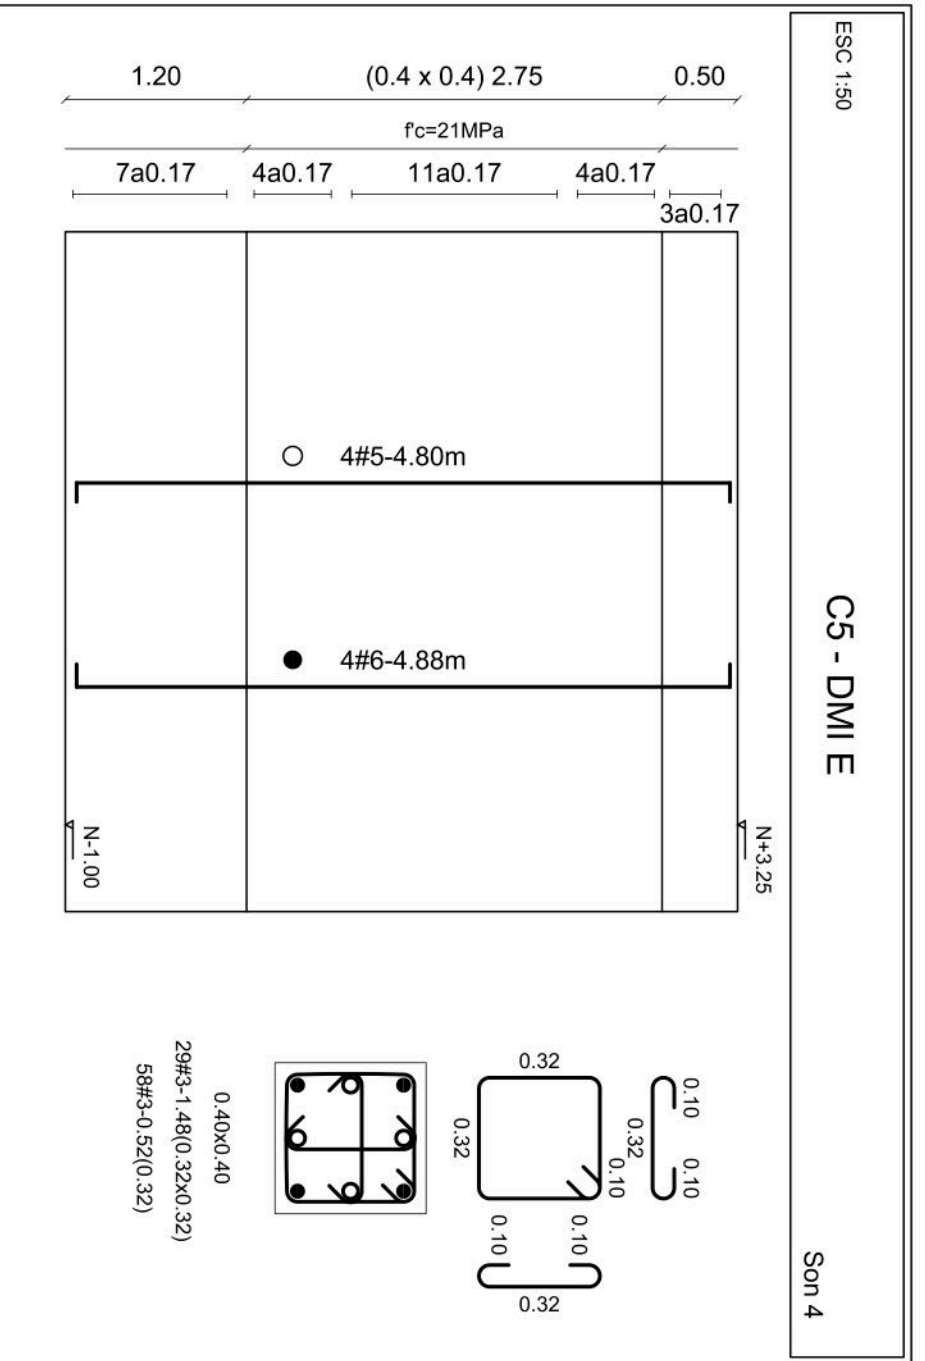 ESC 1:50
C5 - DMI E
Son 4
1.20
(0.4 x 0.4) 2.75
0.50
f'c=21MPa
7a0.17
4a0.17
11a0.17
4a0.17
3a0.17
4#5-4.80m
4#6-4.88m
N-1.00
N+3.25
0.40x0.40
29#3-1.48(0.32x0.32)
58#3-0.52(0.32)
0.32
0.32
0.10
0.10
0.10
0.32
0.10
0.10
0.32